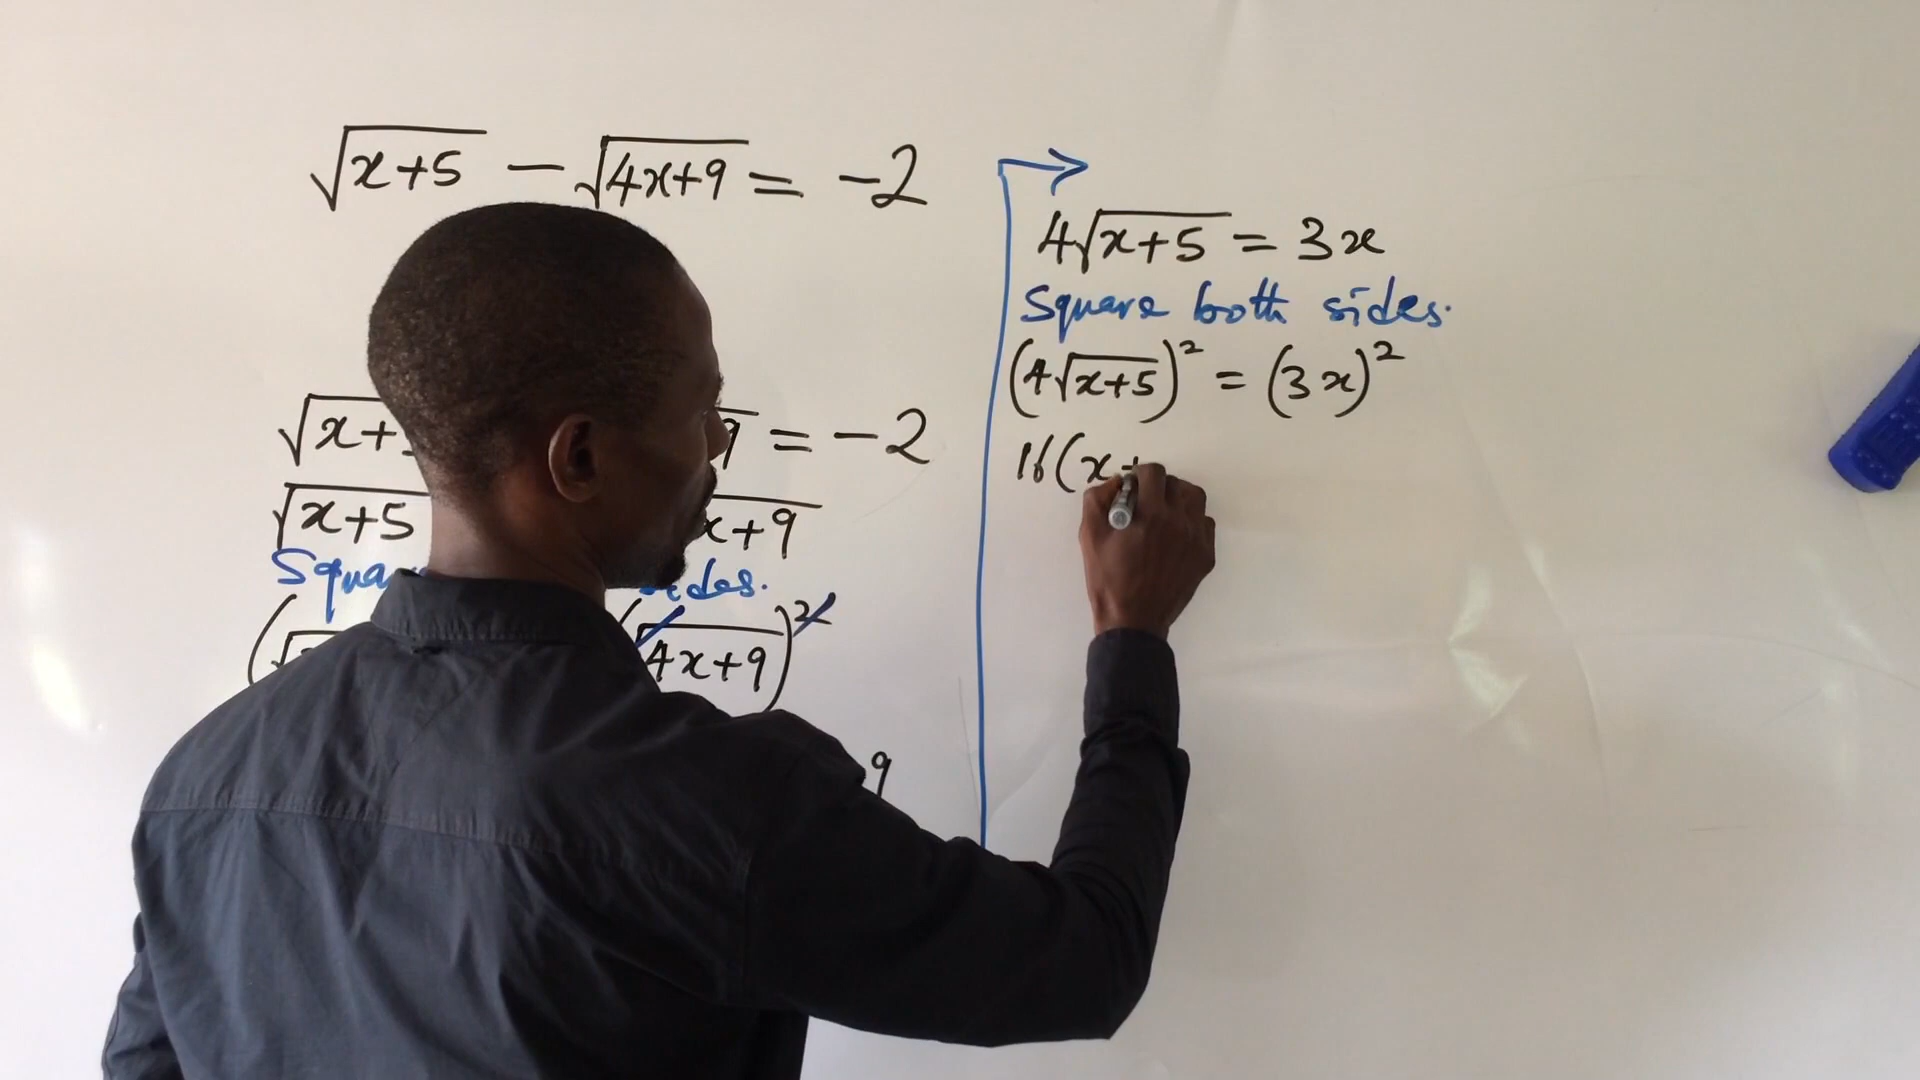 √(x+5) − √(4x+9) = −2
√(x+ 9 = −2
√(x+5) x+9
Squa sides.
(√ (√(4x+9))²
9
4√(x+5) = 3x
Square both sides.
(4√(x+5))² = (3x)²
16(x+